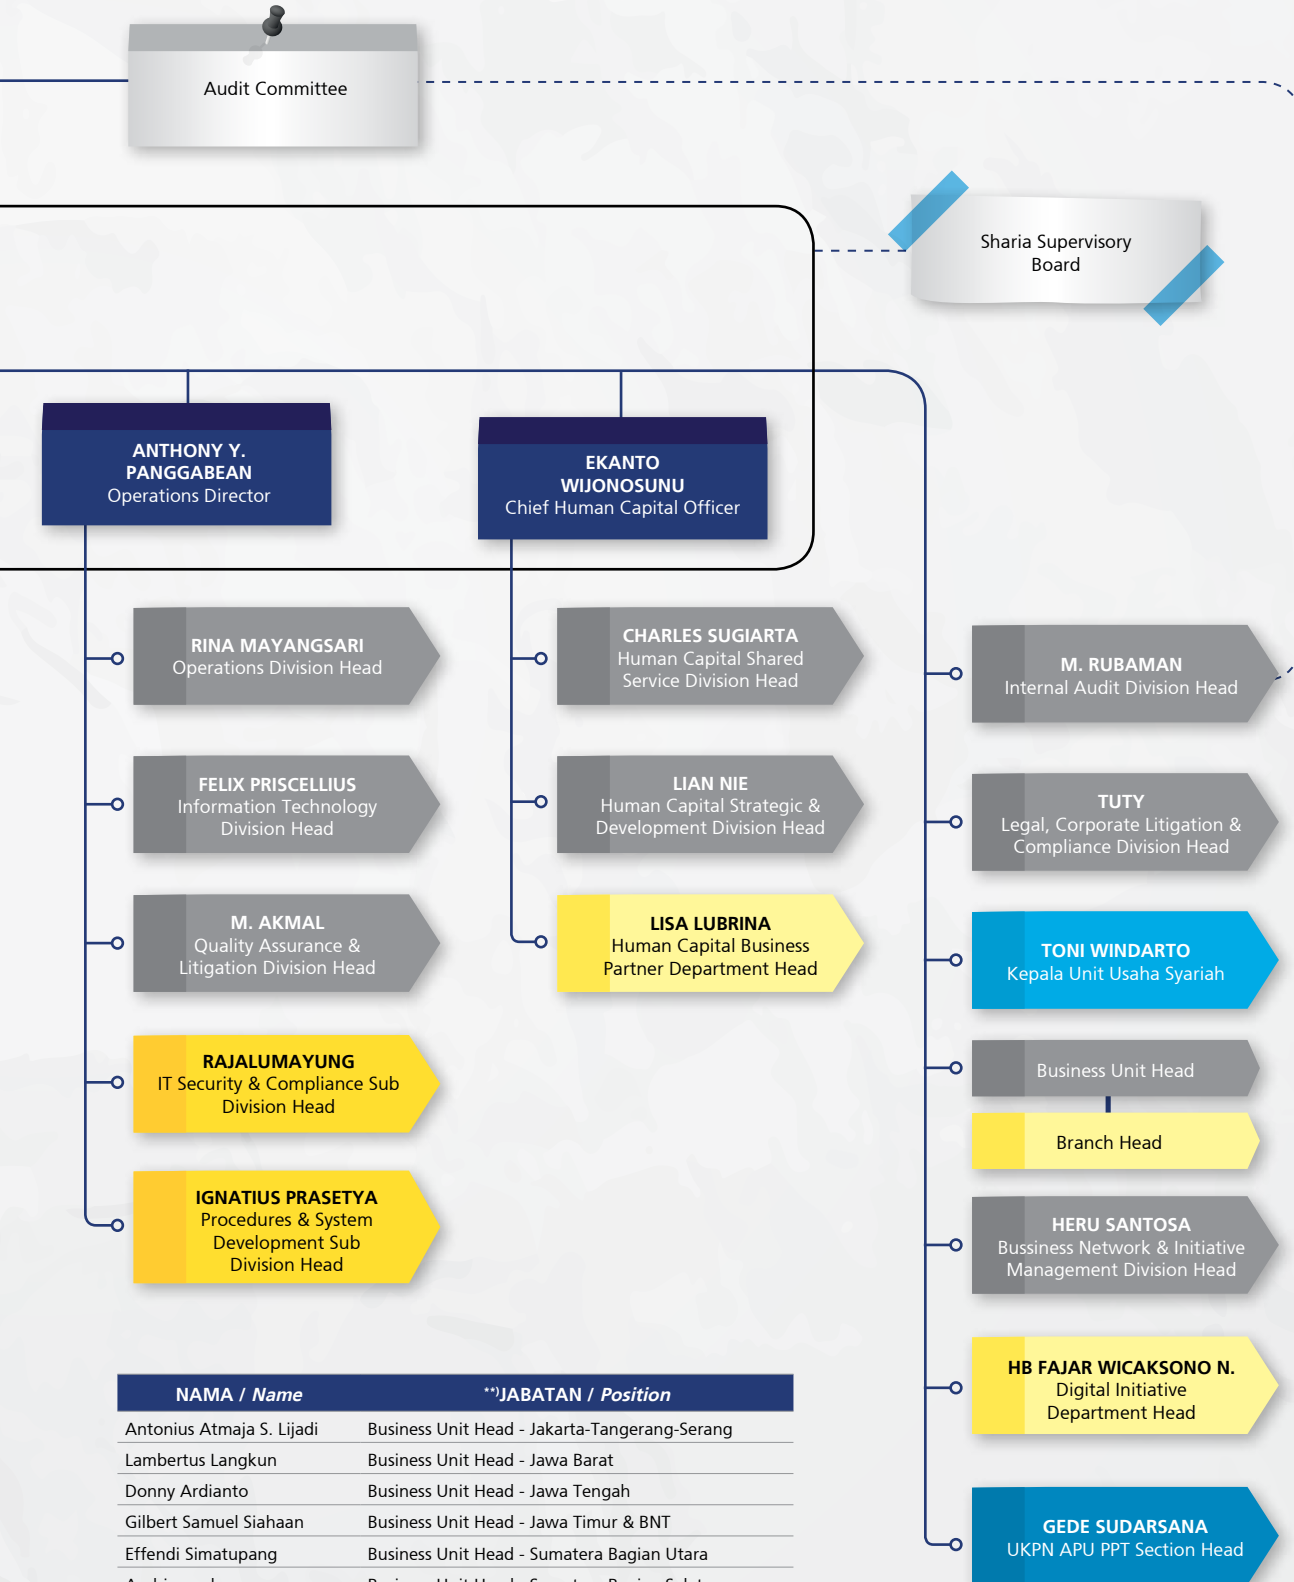 Audit Committee
Sharia Supervisory
Board
ANTHONY Y.
PANGGABEAN
Operations Director
EKANTO
WIJONOSUNU
Chief Human Capital Officer
RINA MAYANGSARI
Operations Division Head
FELIX PRISCELLIUS
Information Technology
Division Head
M. AKMAL
Quality Assurance &
Litigation Division Head
RAJALUMAYUNG
IT Security & Compliance Sub
Division Head
IGNATIUS PRASETYA
Procedures & System
Development Sub
Division Head
CHARLES SUGIARTA
Human Capital Shared
Service Division Head
LIAN NIE
Human Capital Strategic &
Development Division Head
LISA LUBRINA
Human Capital Business
Partner Department Head
M. RUBAMAN
Internal Audit Division Head
TUTY
Legal, Corporate Litigation &
Compliance Division Head
TONI WINDARTO
Kepala Unit Usaha Syariah
Business Unit Head
Branch Head
HERU SANTOSA
Bussiness Network & Initiative
Management Division Head
HB FAJAR WICAKSONO N.
Digital Initiative
Department Head
GEDE SUDARSANA
UKPN APU PPT Section Head
NAMA / Name **)JABATAN / Position
Antonius Atmaja S. Lijadi Business Unit Head - Jakarta-Tangerang-Serang
Lambertus Langkun Business Unit Head - Jawa Barat
Donny Ardianto Business Unit Head - Jawa Tengah
Gilbert Samuel Siahaan Business Unit Head - Jawa Timur & BNT
Effendi Simatupang Business Unit Head - Sumatera Bagian Utara